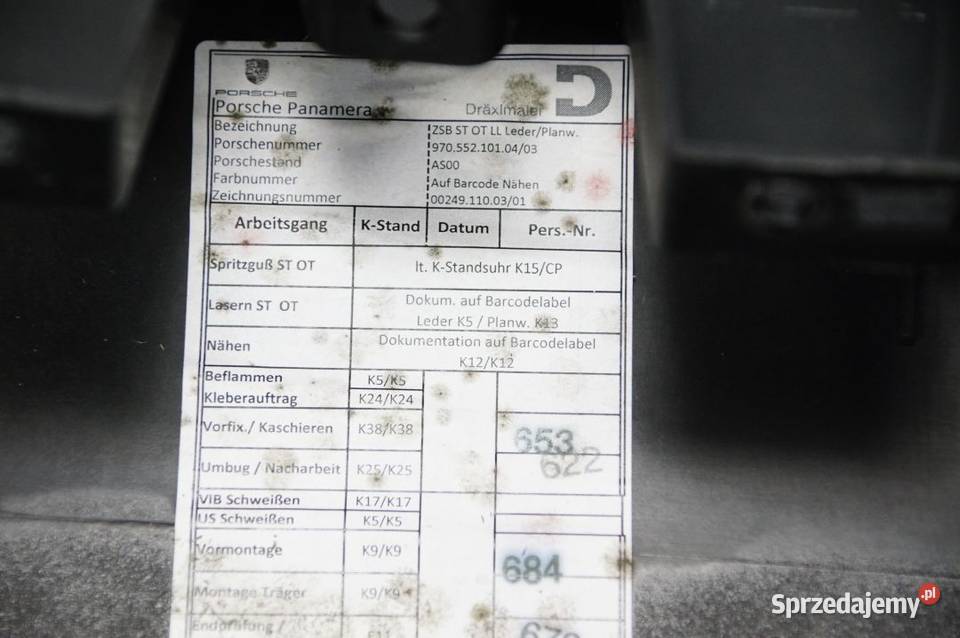 PORSCHE
Porsche Panamera Dräxlmaier D
Bezeichnung ZSB ST OT LL Leder/Planw.
Porschenummer 970.552.101.04/03
Porschestand AS00
Farbnummer Auf Barcode Nähen
Zeichnungsnummer 00249.110.03/01
Arbeitsgang K-Stand Datum Pers.-Nr.
Spritzguß ST OT lt. K-Standsuhr K15/CP
Lasern ST OT Dokum. auf Barcodelabel
Leder K5 / Planw. K13
Nähen Dokumentation auf Barcodelabel
K12/K12
Beflammen K5/K5
Kleberauftrag K24/K24
Vorfix./ Kaschieren K38/K38 653
622
Umbug / Nacharbeit K25/K25
VIB Schweißen K17/K17
US Schweißen K5/K5
Vormontage K9/K9 684
Montage Träger K9/K9
Endprüfung /
Sprzedajemy.pl